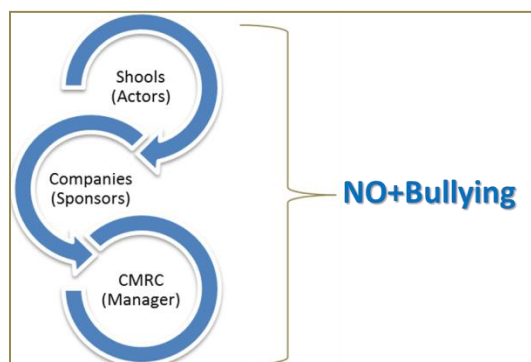 Shools
(Actors)
Companies
(Sponsors)
CMRC
(Manager)
NO+Bullying